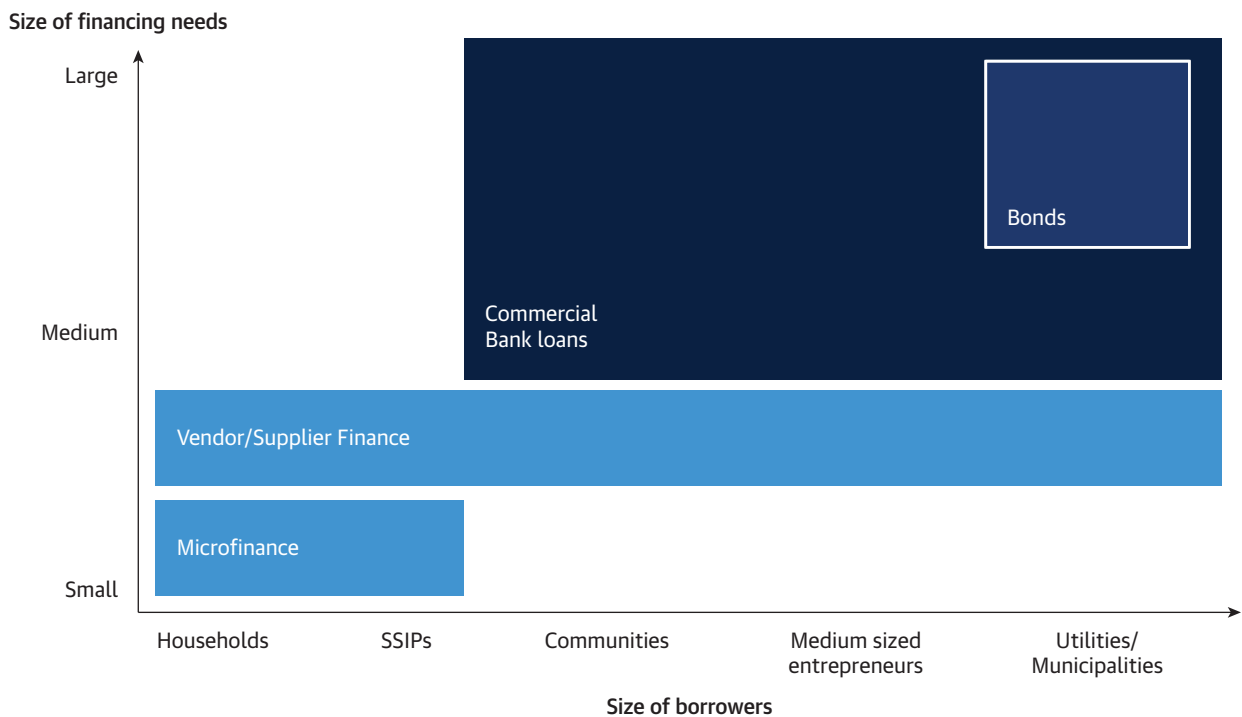 Size of financing needs
Large
Bonds
Commercial
Bank loans
Medium
Vendor/Supplier Finance
Microfinance
Small
Households
SSIPs
Communities
Medium sized
entrepreneurs
Utilities/
Municipalities
Size of borrowers